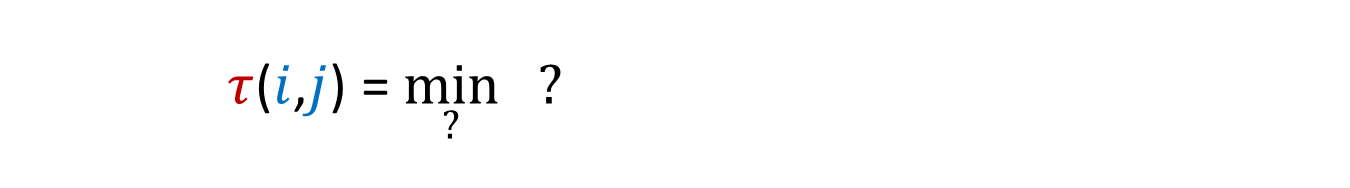 τ(i,j) = min ?
?